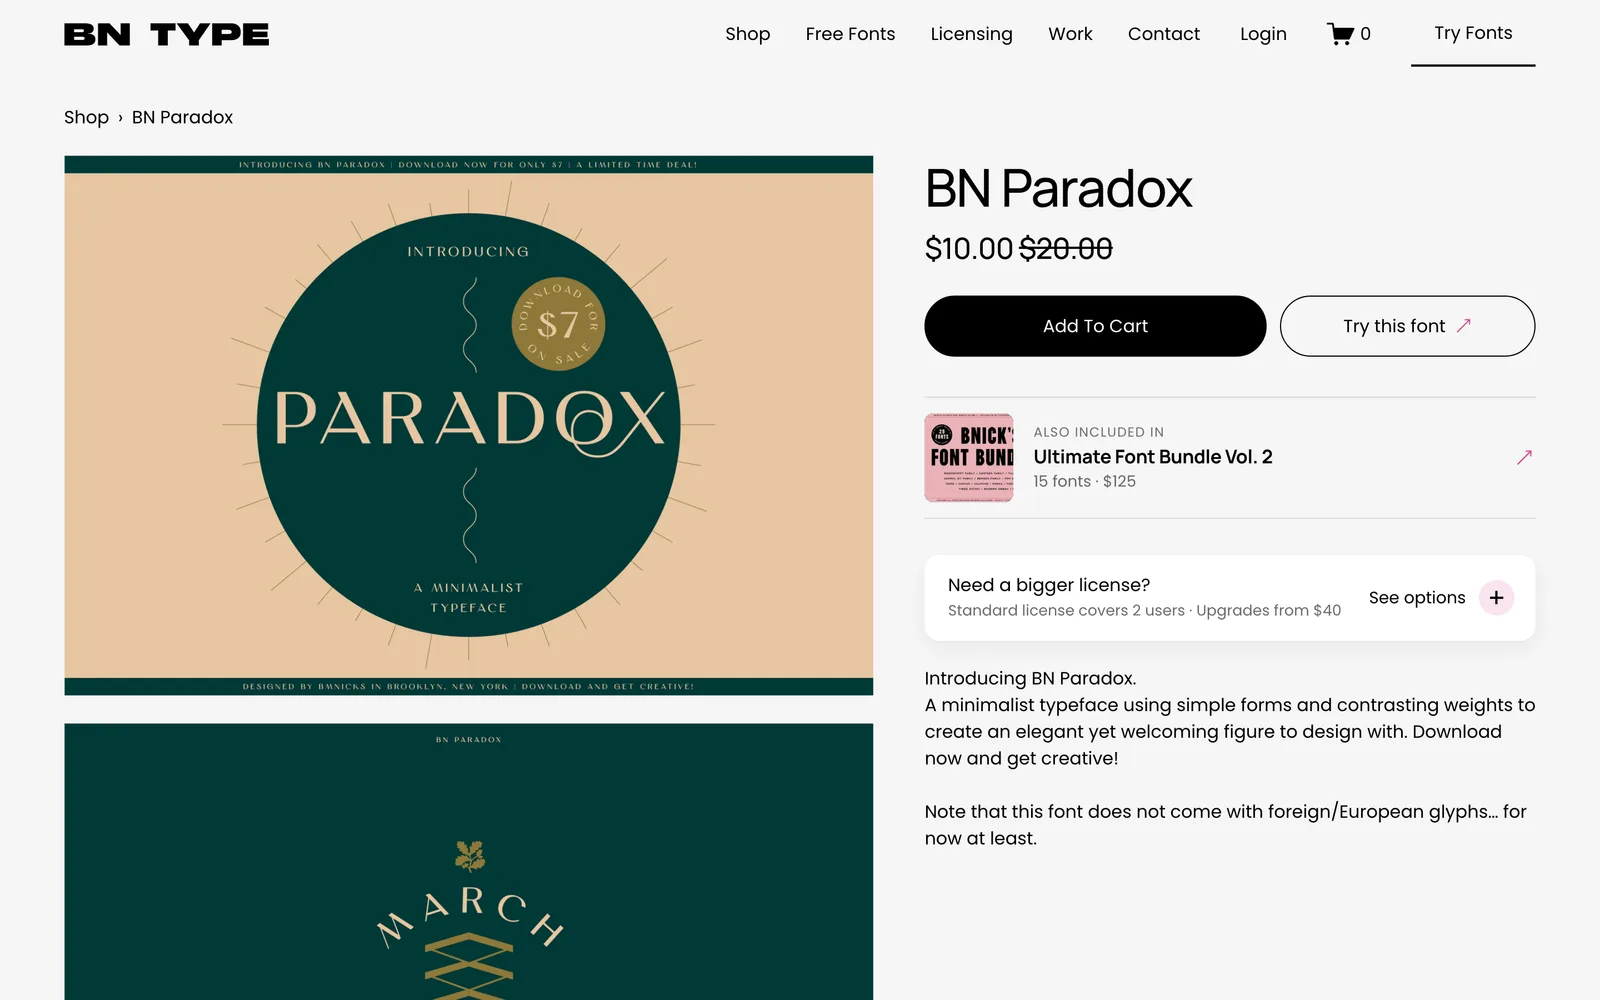 BN TYPE
Shop
Free Fonts
Licensing
Work
Contact
Login
0
Try Fonts
Shop › BN Paradox
INTRODUCING BN PARADOX | DOWNLOAD NOW FOR ONLY $7 | A LIMITED TIME DEAL!
INTRODUCING
DOWNLOAD FOR
$7
ON SALE
PARADOX
A MINIMALIST
TYPEFACE
DESIGNED BY BMNICKS IN BROOKLYN, NEW YORK | DOWNLOAD AND GET CREATIVE!
BN PARADOX
MARCH
BN Paradox
$10.00 $20.00
Add To Cart
Try this font
29
FONTS
BNICK'S
FONT BUND
ALSO INCLUDED IN
Ultimate Font Bundle Vol. 2
15 fonts · $125
Need a bigger license?
Standard license covers 2 users · Upgrades from $40
See options
Introducing BN Paradox.
A minimalist typeface using simple forms and contrasting weights to
create an elegant yet welcoming figure to design with. Download
now and get creative!
Note that this font does not come with foreign/European glyphs... for
now at least.